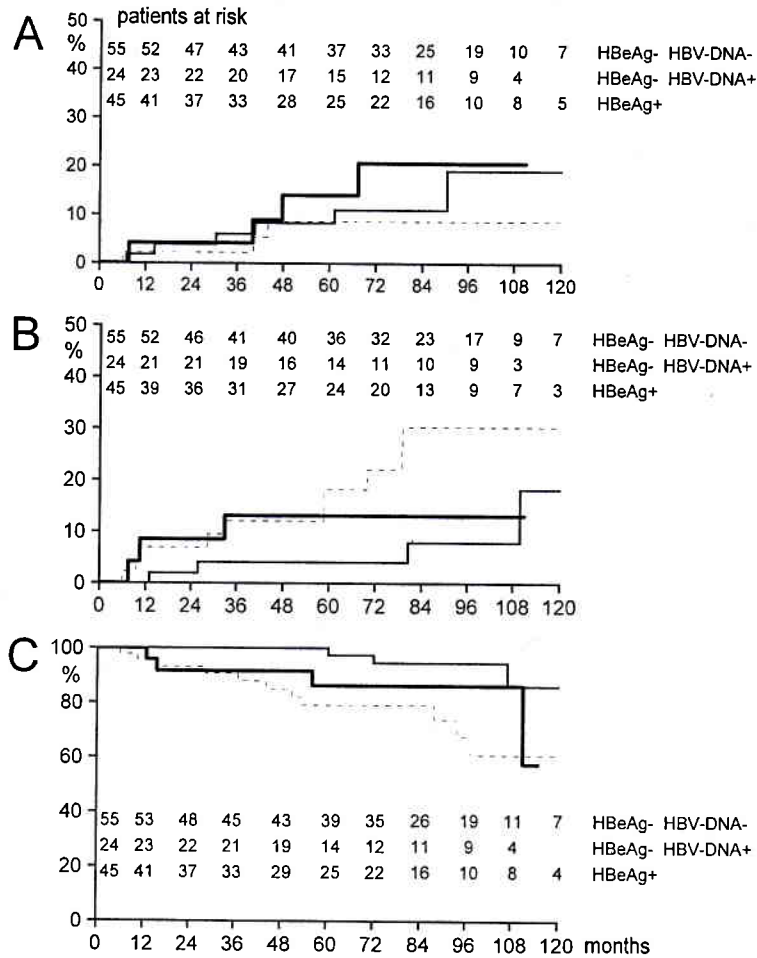 A
patients at risk
50
%
55 52 47 43 41 37 33 25 19 10 7 HBeAg- HBV-DNA-
24 23 22 20 17 15 12 11 9 4 HBeAg- HBV-DNA+
45 41 37 33 28 25 22 16 10 8 5 HBeAg+
40
30
20
10
0
0 12 24 36 48 60 72 84 96 108 120
B
50
%
55 52 46 41 40 36 32 23 17 9 7 HBeAg- HBV-DNA-
24 21 21 19 16 14 11 10 9 3 HBeAg- HBV-DNA+
45 39 36 31 27 24 20 13 9 7 3 HBeAg+
40
30
20
10
0
0 12 24 36 48 60 72 84 96 108 120
C
100
%
80
60
40
55 53 48 45 43 39 35 26 19 11 7 HBeAg- HBV-DNA-
24 23 22 21 19 14 12 11 9 4 HBeAg- HBV-DNA+
45 41 37 33 29 25 22 16 10 8 4 HBeAg+
20
0
0 12 24 36 48 60 72 84 96 108 120 months